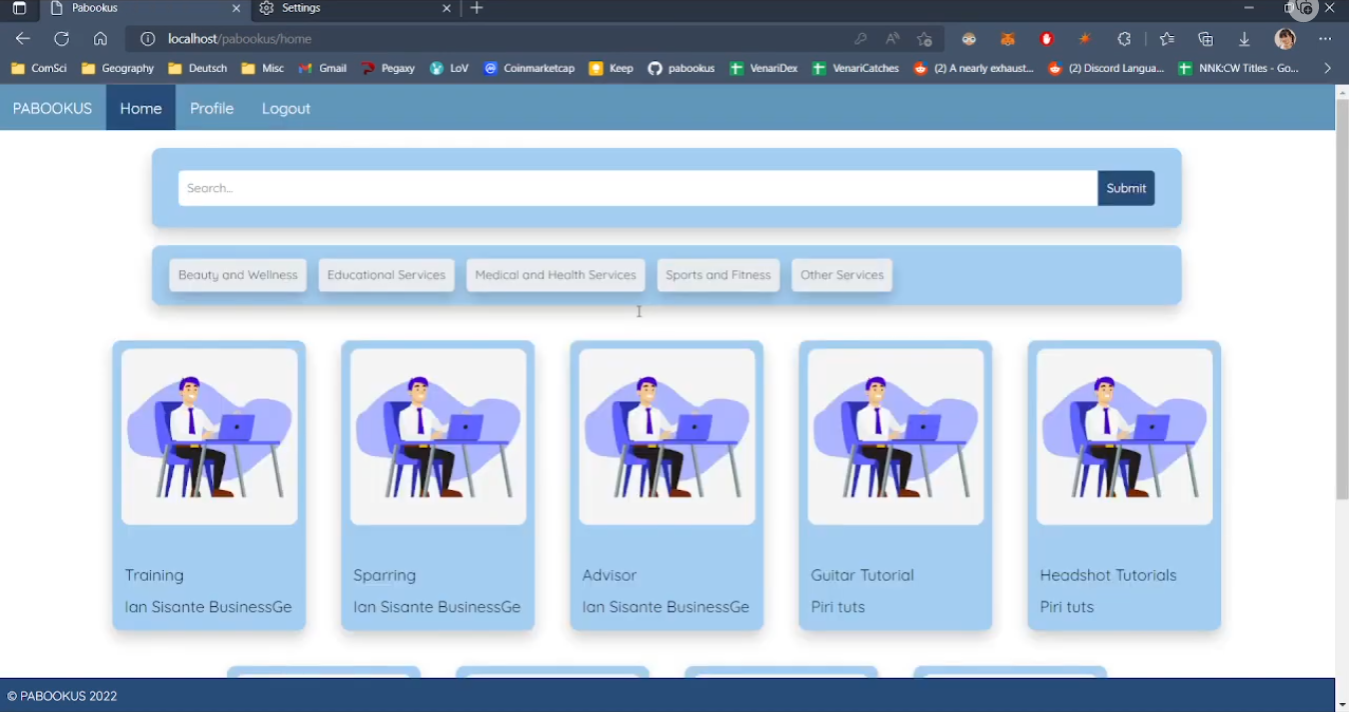 Pabookus
Settings
localhost/pabookus/home
ComSci
Geography
Deutsch
Misc
Gmail
Pegaxy
LoV
Coinmarketcap
Keep
pabookus
VenariDex
VenariCatches
(2) A nearly exhaust...
(2) Discord Langua...
NNK:CW Titles - Go...
PABOOKUS
Home
Profile
Logout
Search...
Submit
Beauty and Wellness
Educational Services
Medical and Health Services
Sports and Fitness
Other Services
Training
Ian Sisante BusinessGe
Sparring
Ian Sisante BusinessGe
Advisor
Ian Sisante BusinessGe
Guitar Tutorial
Piri tuts
Headshot Tutorials
Piri tuts
© PABOOKUS 2022